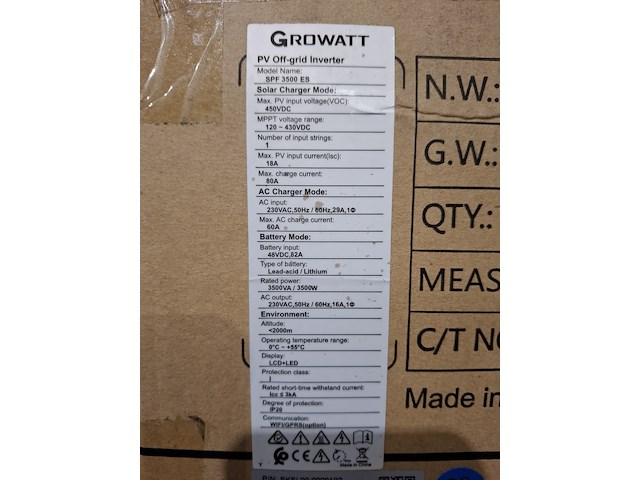 GROWATT
PV Off-grid Inverter
Model Name:
SPF 3500 ES
Solar Charger Mode:
Max. PV input voltage(VOC):
450VDC
MPPT voltage range:
120 ~ 430VDC
Number of input strings:
1
Max. PV input current(Isc):
18A
Max. charge current:
80A
AC Charger Mode:
AC input:
230VAC,50Hz / 60Hz,29A,1Φ
Max. AC charge current:
60A
Battery Mode:
Battery input:
48VDC,82A
Type of battery:
Lead-acid / Lithium
Rated power:
3500VA / 3500W
AC output:
230VAC,50Hz / 60Hz,16A,1Φ
Environment:
Altitude:
<2000m
Operating temperature range:
0°C ~ +55°C
Display:
LCD+LED
Protection class:
I
Rated short-time withstand current:
Icc ≤ 3kA
Degree of protection:
IP20
Communication:
WIFI/GPRS(option)
CE
Made in China
N.W.:
G.W.:
QTY.:
MEAS
C/T NO
Made in